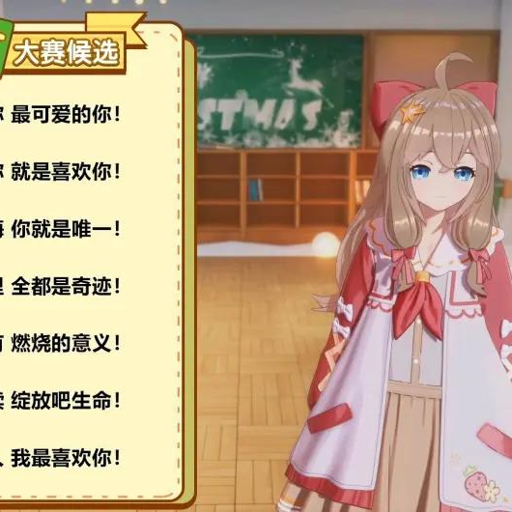 大赛候选
最可爱的你！
就是喜欢你！
你就是唯一！
全都是奇迹！
燃烧的意义！
绽放吧生命！
我最喜欢你！
STMAS